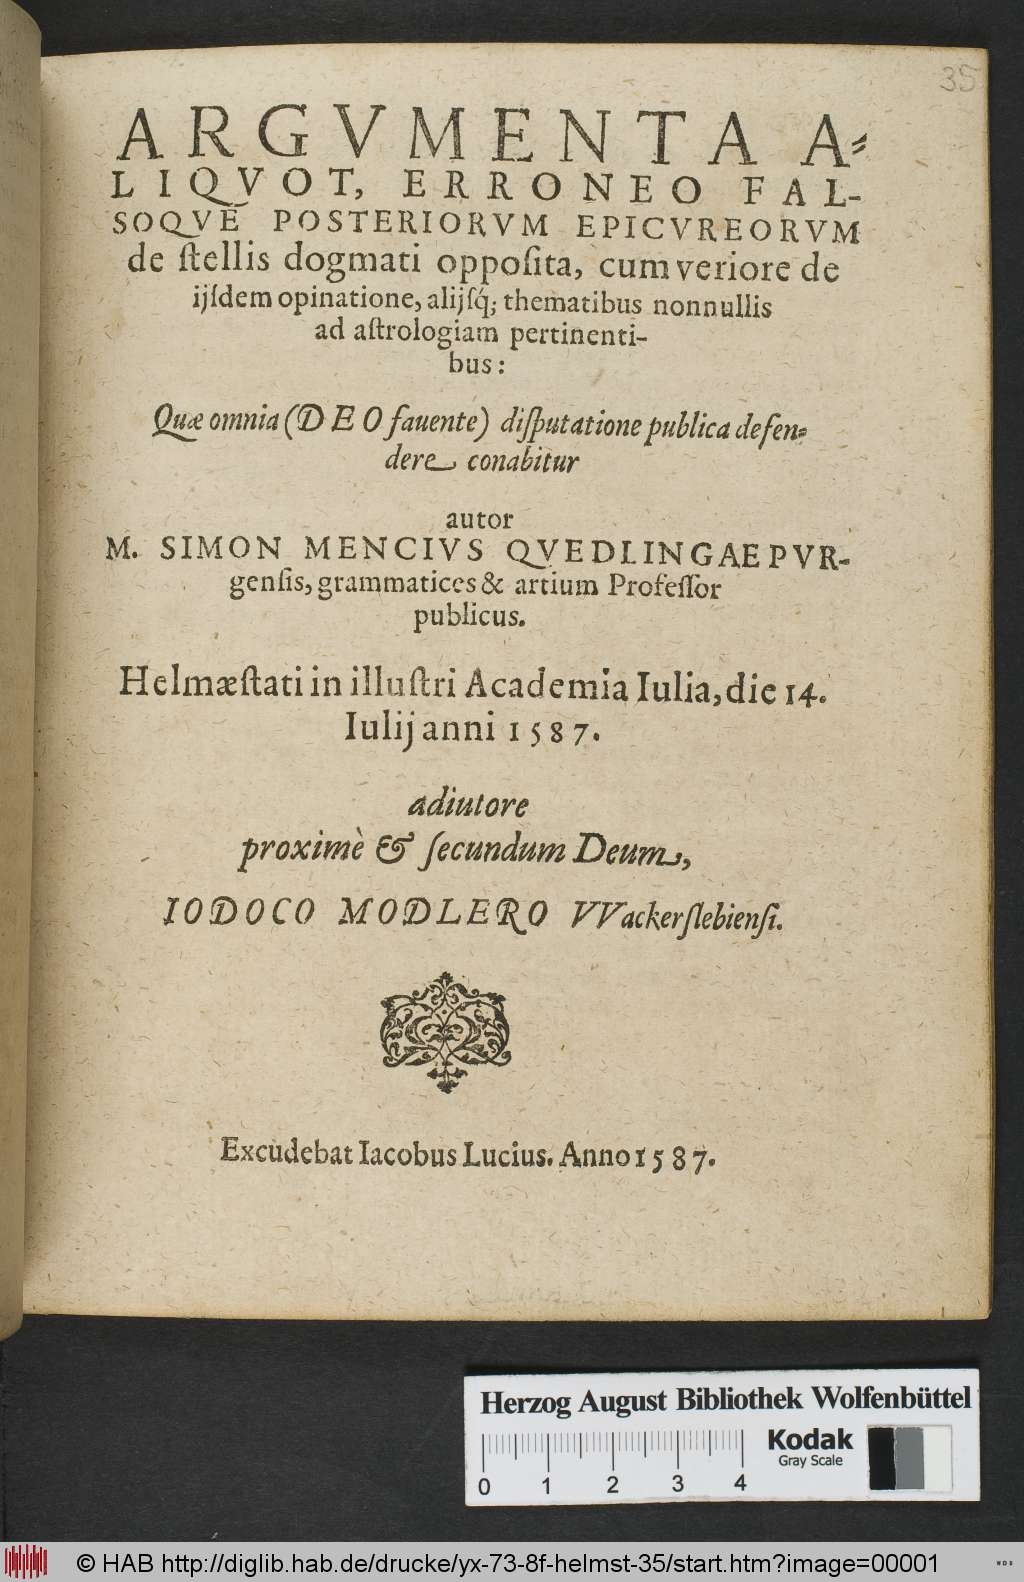 35
ARGVMENTA A-
LIQVOT, ERRONEO FAL-
SOQVE POSTERIORVM EPICVREORVM
de ſtellis dogmati oppoſita, cum veriore de
ijſdem opinatione, alijſq́; thematibus nonnullis
ad aſtrologiam pertinenti-
bus:
Quæ omnia (DEO fauente) diſputatione publica defen-
dere conabitur
autor
M. SIMON MENCIVS QVEDLINGAEPVR-
genſis, grammatices & artium Profeſſor
publicus.
Helmæſtati in illuſtri Academia Iulia, die 14.
Iulij anni 1587.
adiutore
proximè & ſecundum Deum,
IODOCO MODLERO VVackerſlebienſi.
Excudebat Iacobus Lucius. Anno 1587.
Herzog August Bibliothek Wolfenbüttel
Kodak
Gray Scale
0 1 2 3 4
© HAB http://diglib.hab.de/drucke/yx-73-8f-helmst-35/start.htm?image=00001
WDB